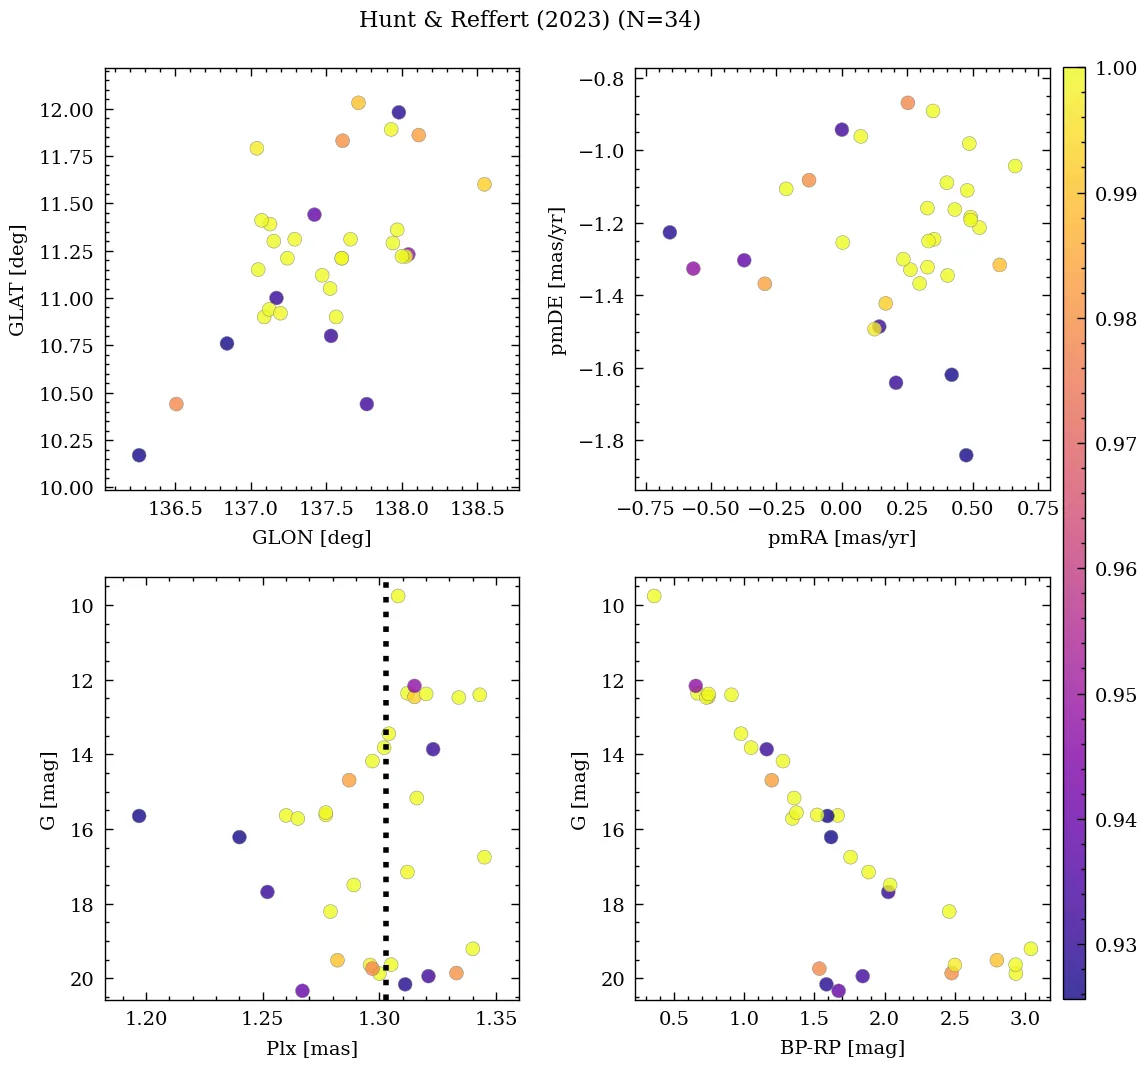 Hunt & Reffert (2023) (N=34)
12.00
11.75
11.50
11.25
11.00
10.75
10.50
10.25
10.00
GLAT [deg]
136.5 137.0 137.5 138.0 138.5
GLON [deg]
−0.8
−1.0
−1.2
−1.4
−1.6
−1.8
pmDE [mas/yr]
−0.75 −0.50 −0.25 0.00 0.25 0.50 0.75
pmRA [mas/yr]
10
12
14
16
18
20
G [mag]
1.20 1.25 1.30 1.35
Plx [mas]
10
12
14
16
18
20
G [mag]
0.5 1.0 1.5 2.0 2.5 3.0
BP-RP [mag]
1.00
0.99
0.98
0.97
0.96
0.95
0.94
0.93